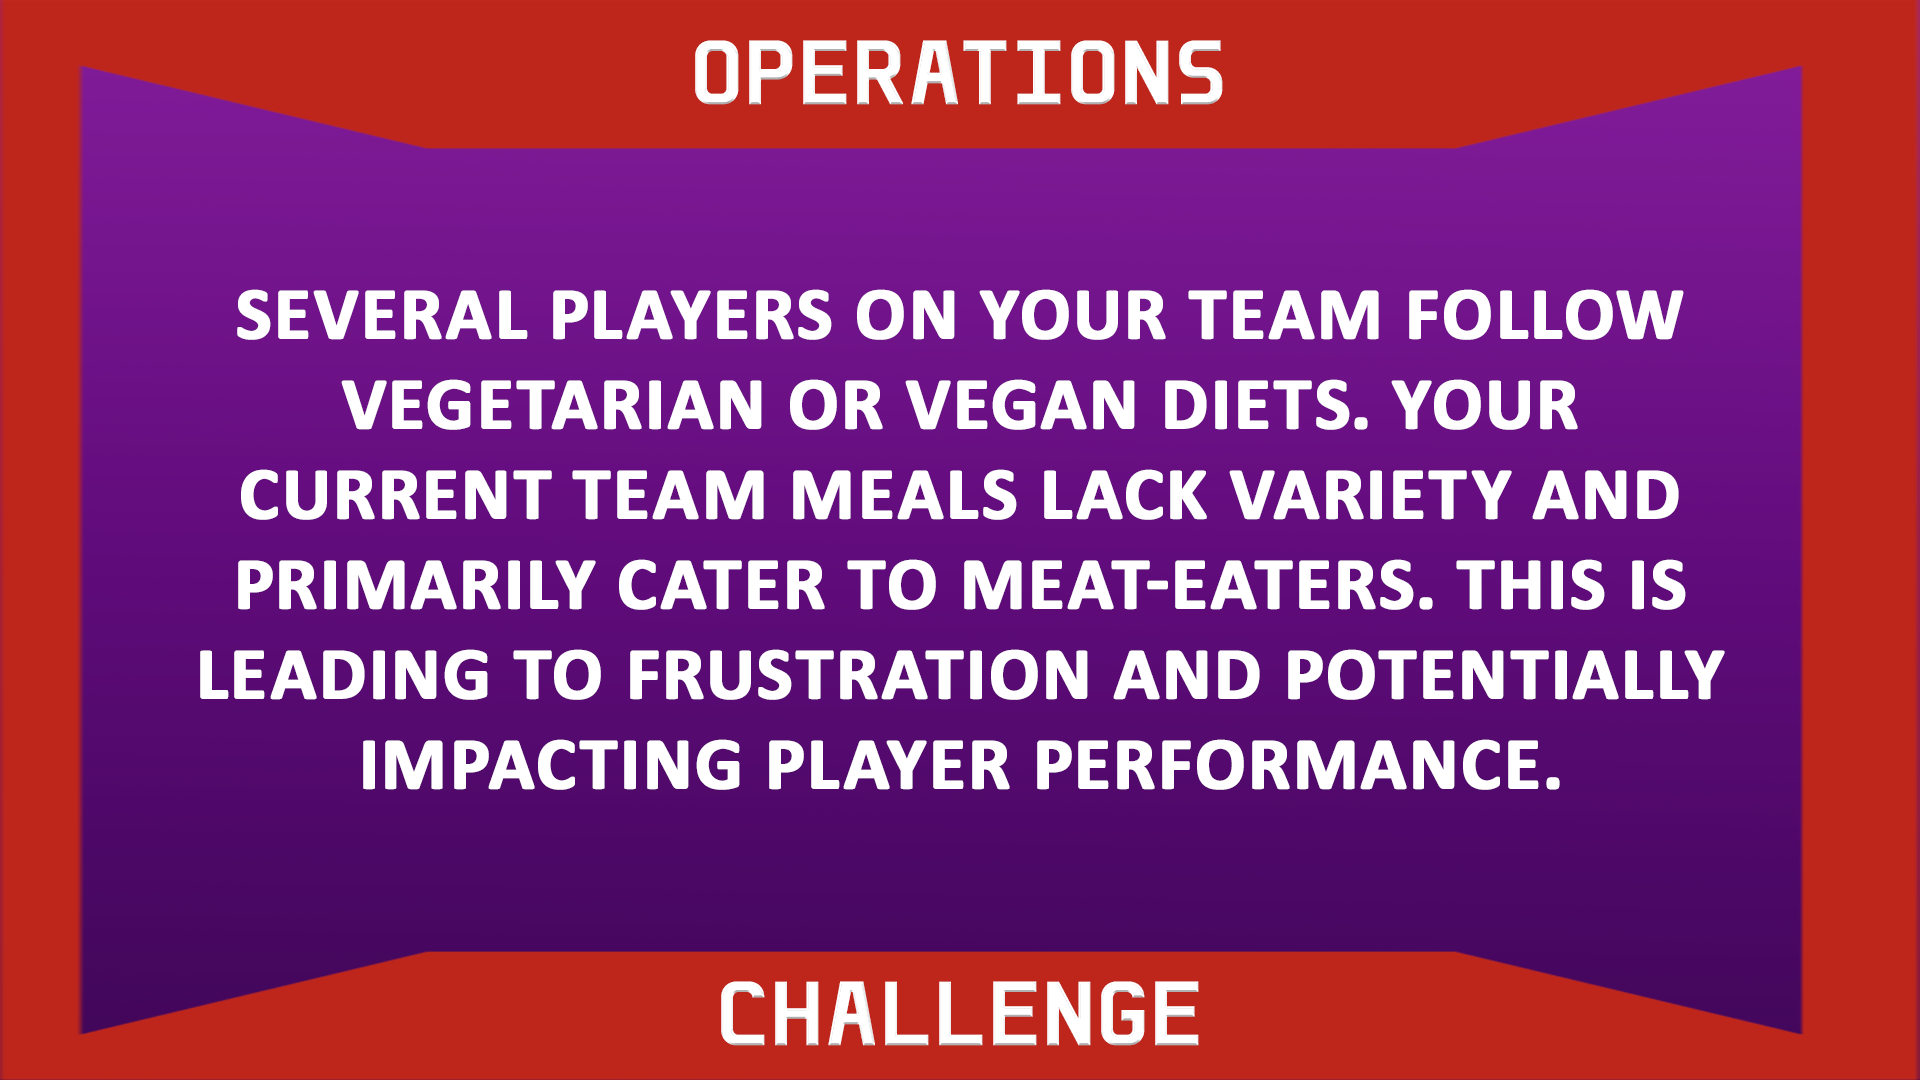 OPERATIONS
SEVERAL PLAYERS ON YOUR TEAM FOLLOW
VEGETARIAN OR VEGAN DIETS. YOUR
CURRENT TEAM MEALS LACK VARIETY AND
PRIMARILY CATER TO MEAT-EATERS. THIS IS
LEADING TO FRUSTRATION AND POTENTIALLY
IMPACTING PLAYER PERFORMANCE.
CHALLENGE